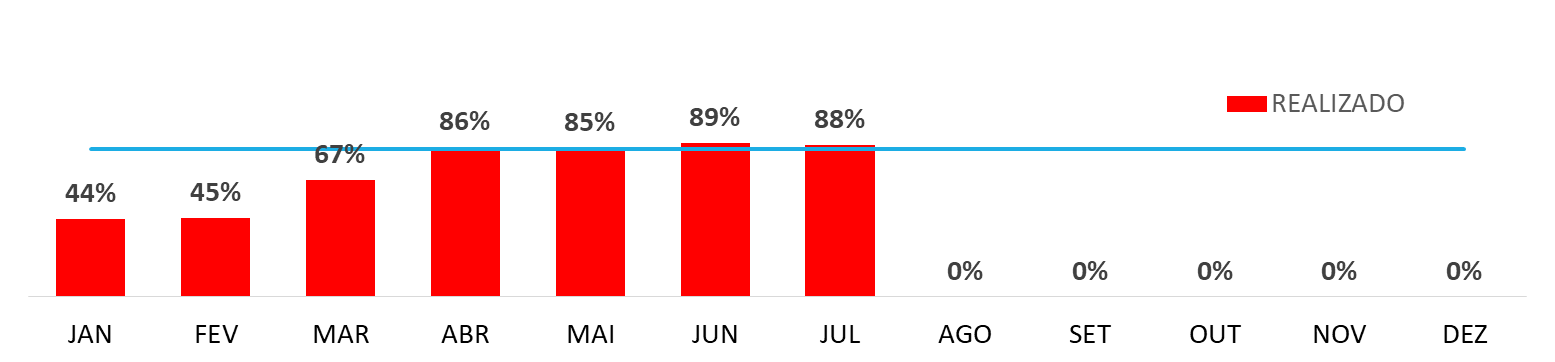 REALIZADO
44% 45% 67% 86% 85% 89% 88% 0% 0% 0% 0% 0%
JAN FEV MAR ABR MAI JUN JUL AGO SET OUT NOV DEZ